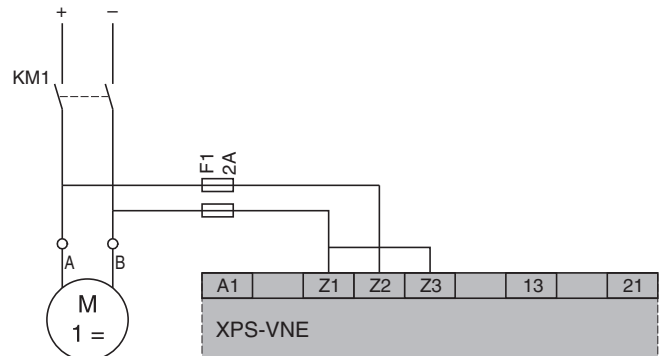 + −
KM1
F1
2A
A B
M
1 =
A1 Z1 Z2 Z3 13 21
XPS-VNE